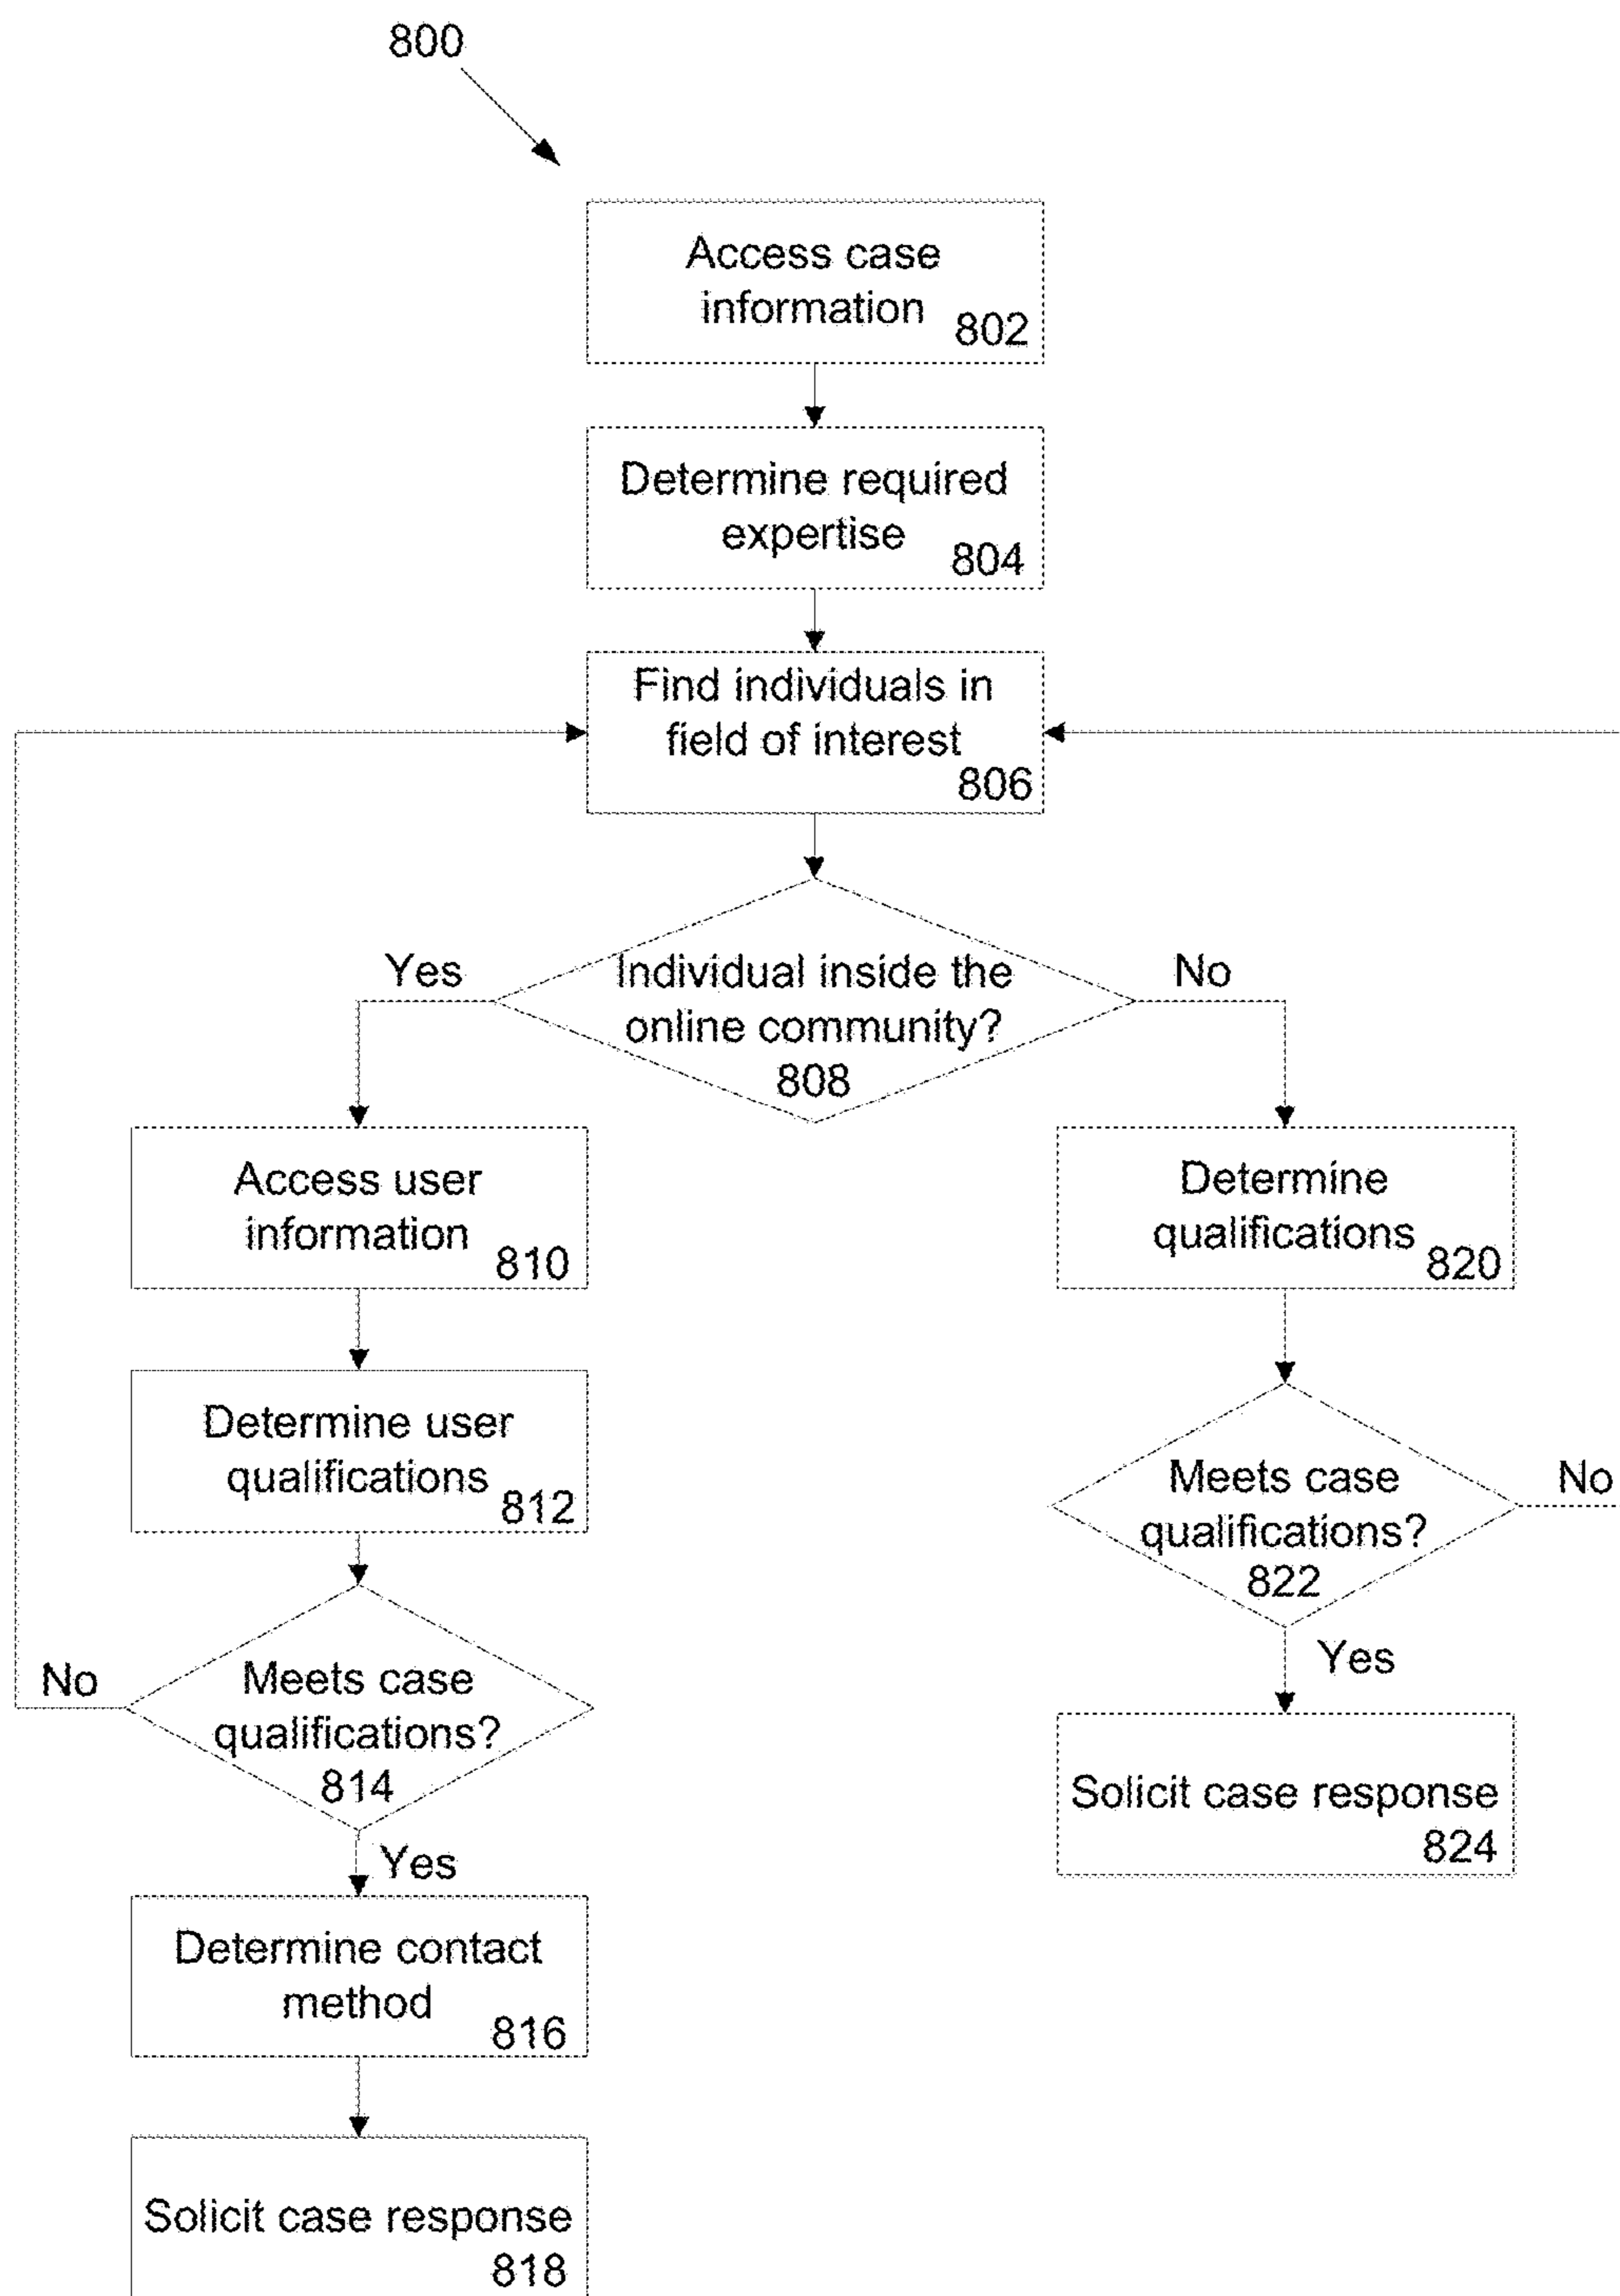 800
Access case
information
802
Determine required
expertise
804
Find individuals in
field of interest
806
Yes
Individual inside the
online community?
808
No
Access user
information
810
Determine
qualifications
820
Determine user
qualifications
812
Meets case
qualifications?
822
No
Yes
No
Meets case
qualifications?
814
Yes
Solicit case response
824
Determine contact
method
816
Solicit case response
818